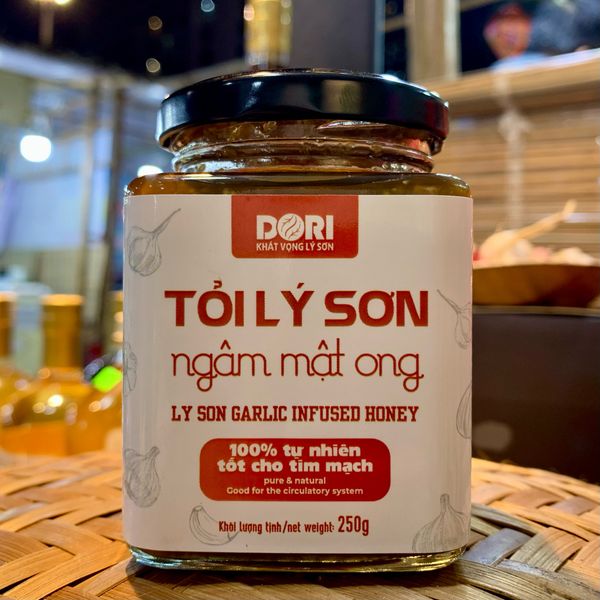 DORI
KHÁT VỌNG LÝ SƠN
TỎI LÝ SƠN
ngâm mật ong
LY SON GARLIC INFUSED HONEY
100% tự nhiên
tốt cho tim mạch
pure & natural
Good for the circulatory system
Khối lượng tịnh/net weight: 250g